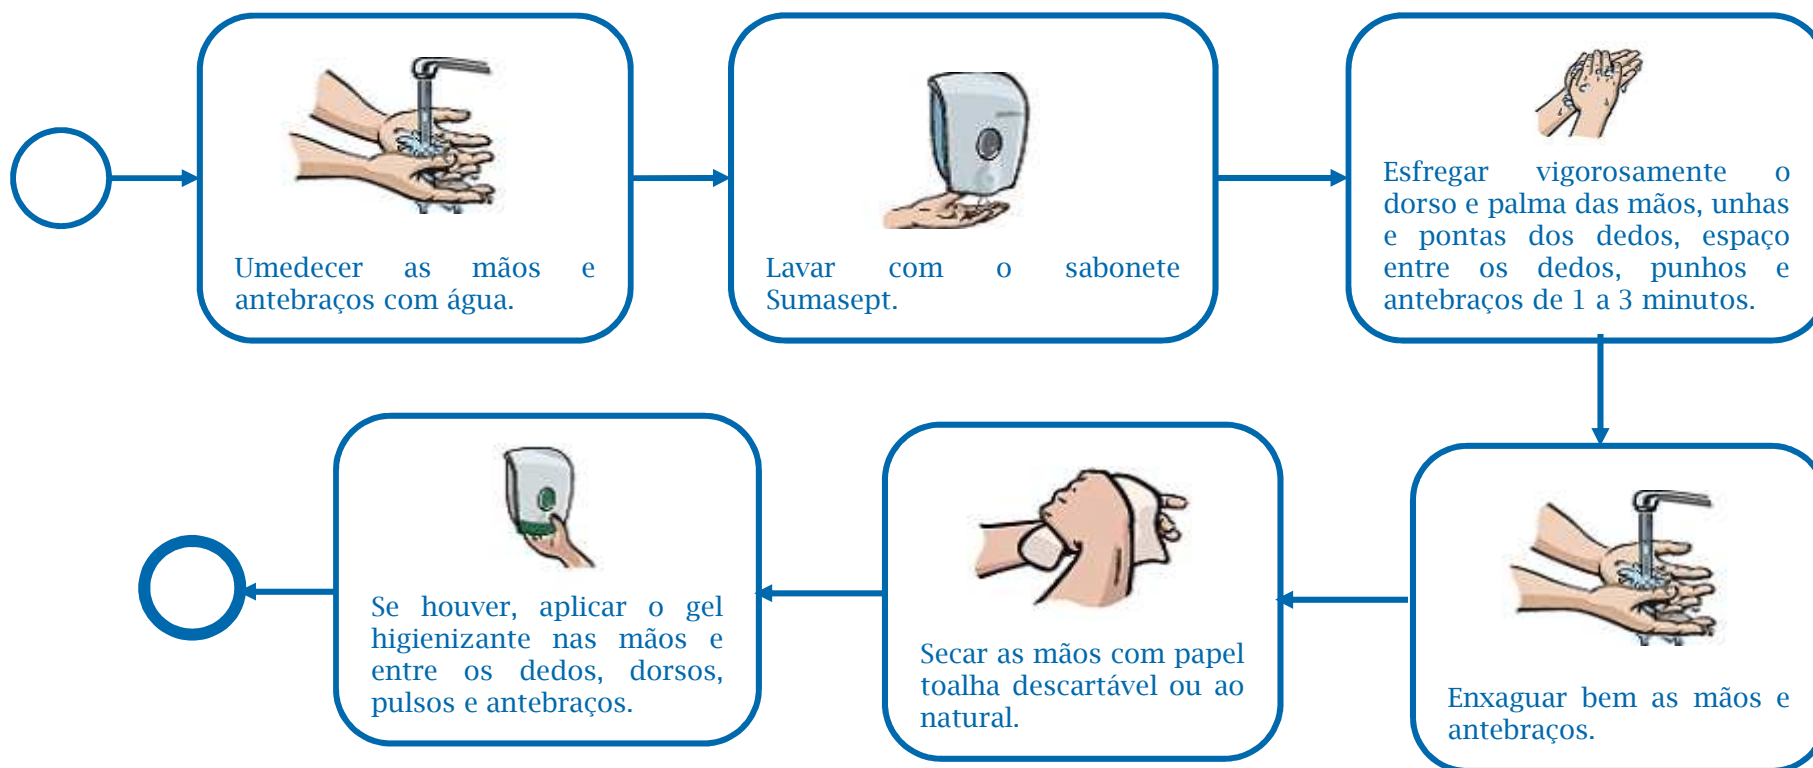 Umedecer as mãos e
antebraços com água.
Lavar com o sabonete
Sumasept.
Esfregar vigorosamente o
dorso e palma das mãos, unhas
e pontas dos dedos, espaço
entre os dedos, punhos e
antebraços de 1 a 3 minutos.
Enxaguar bem as mãos e
antebraços.
Secar as mãos com papel
toalha descartável ou ao
natural.
Se houver, aplicar o gel
higienizante nas mãos e
entre os dedos, dorsos,
pulsos e antebraços.